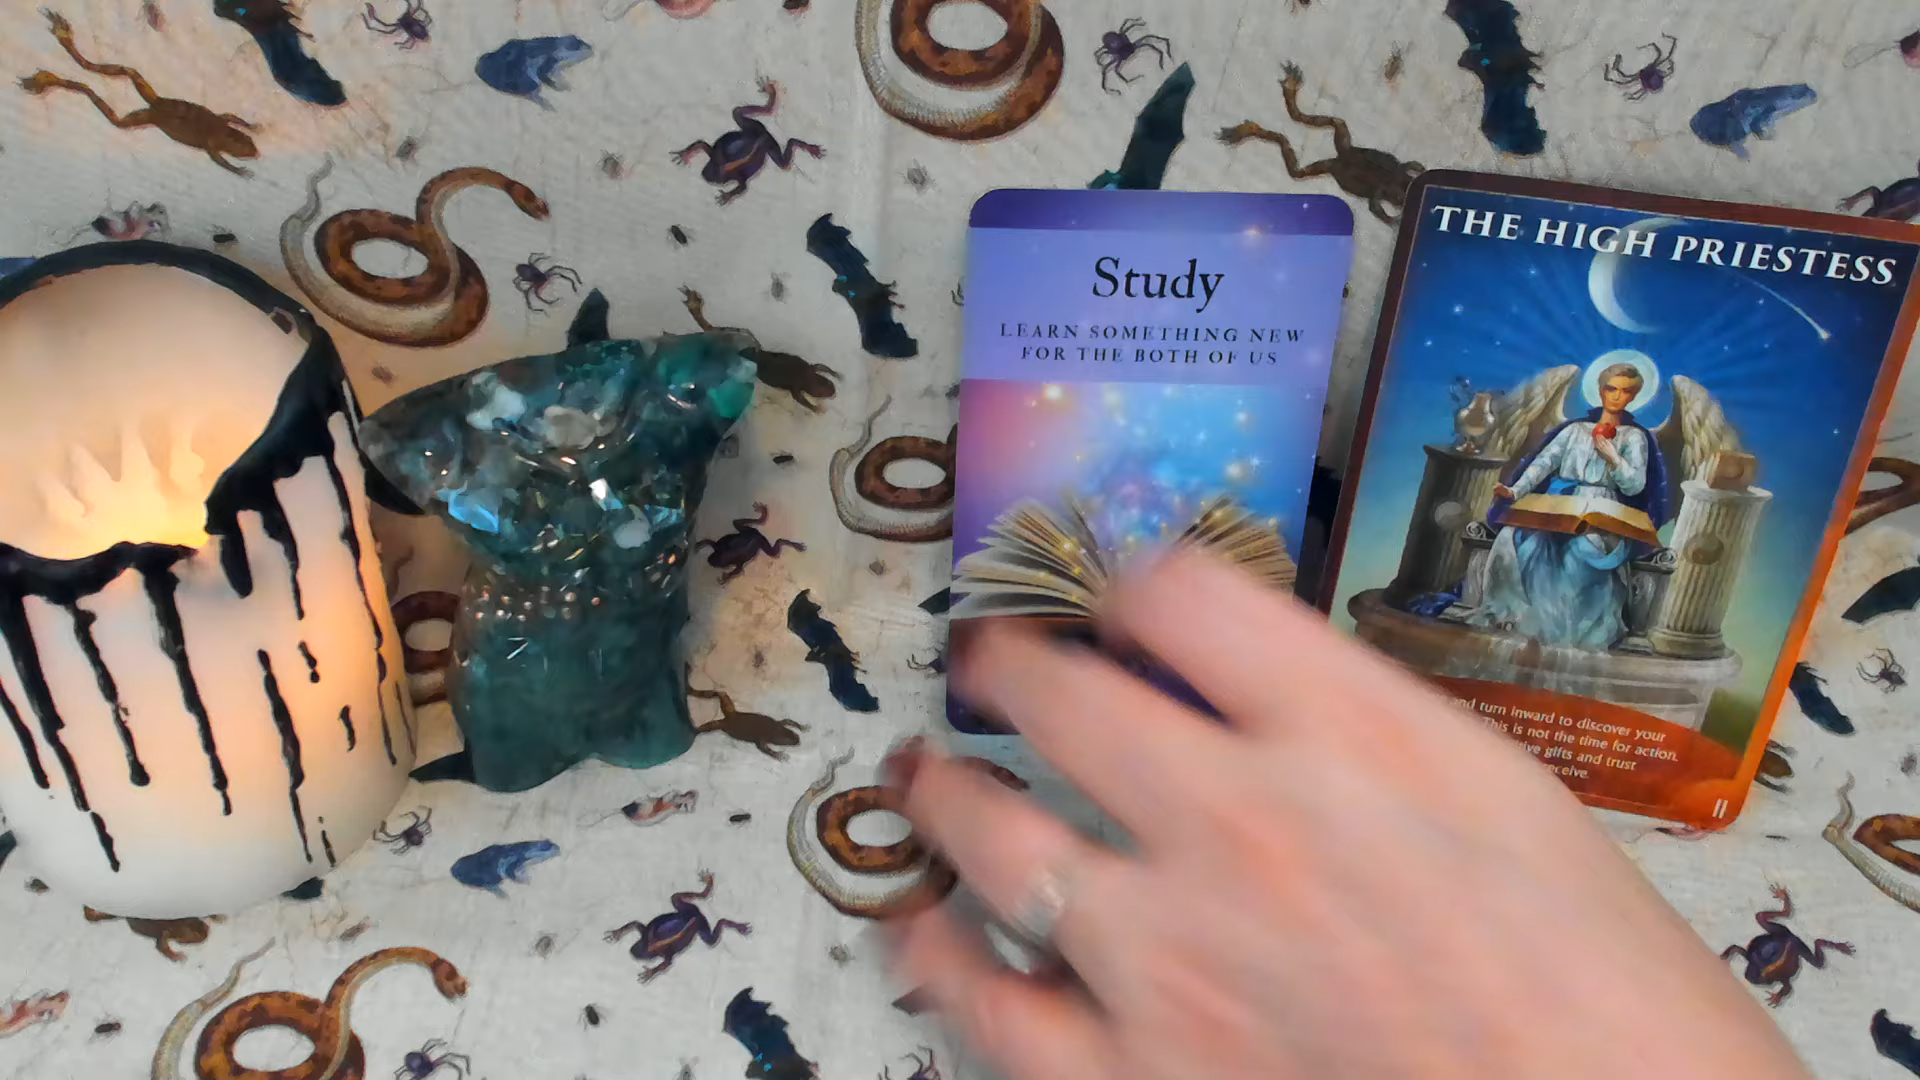 Study
LEARN SOMETHING NEW
FOR THE BOTH OF US
THE HIGH PRIESTESS
and turn inward to discover your
This is not the time for action.
gifts and trust
receive.
II